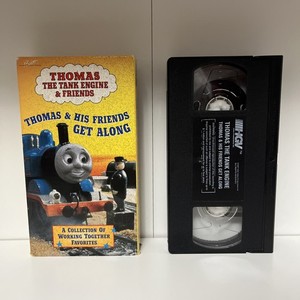 THOMAS
THE TANK ENGINE
& FRIENDS
THOMAS & HIS FRIENDS
GET ALONG
A COLLECTION OF
WORKING TOGETHER
FAVORITES
THOMAS THE TANK ENGINE
THOMAS & HIS FRIENDS GET ALONG